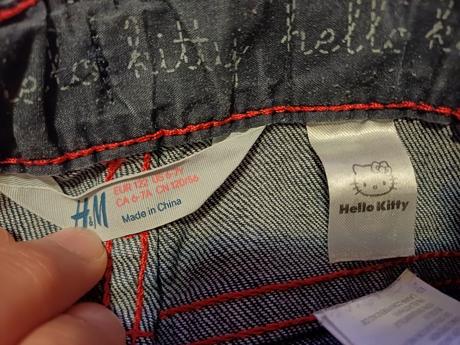 hello kitty hello k
EUR 122 US 6-7Y
CA 6-7A CN 120/56
H&M
Made in China
Hello Kitty